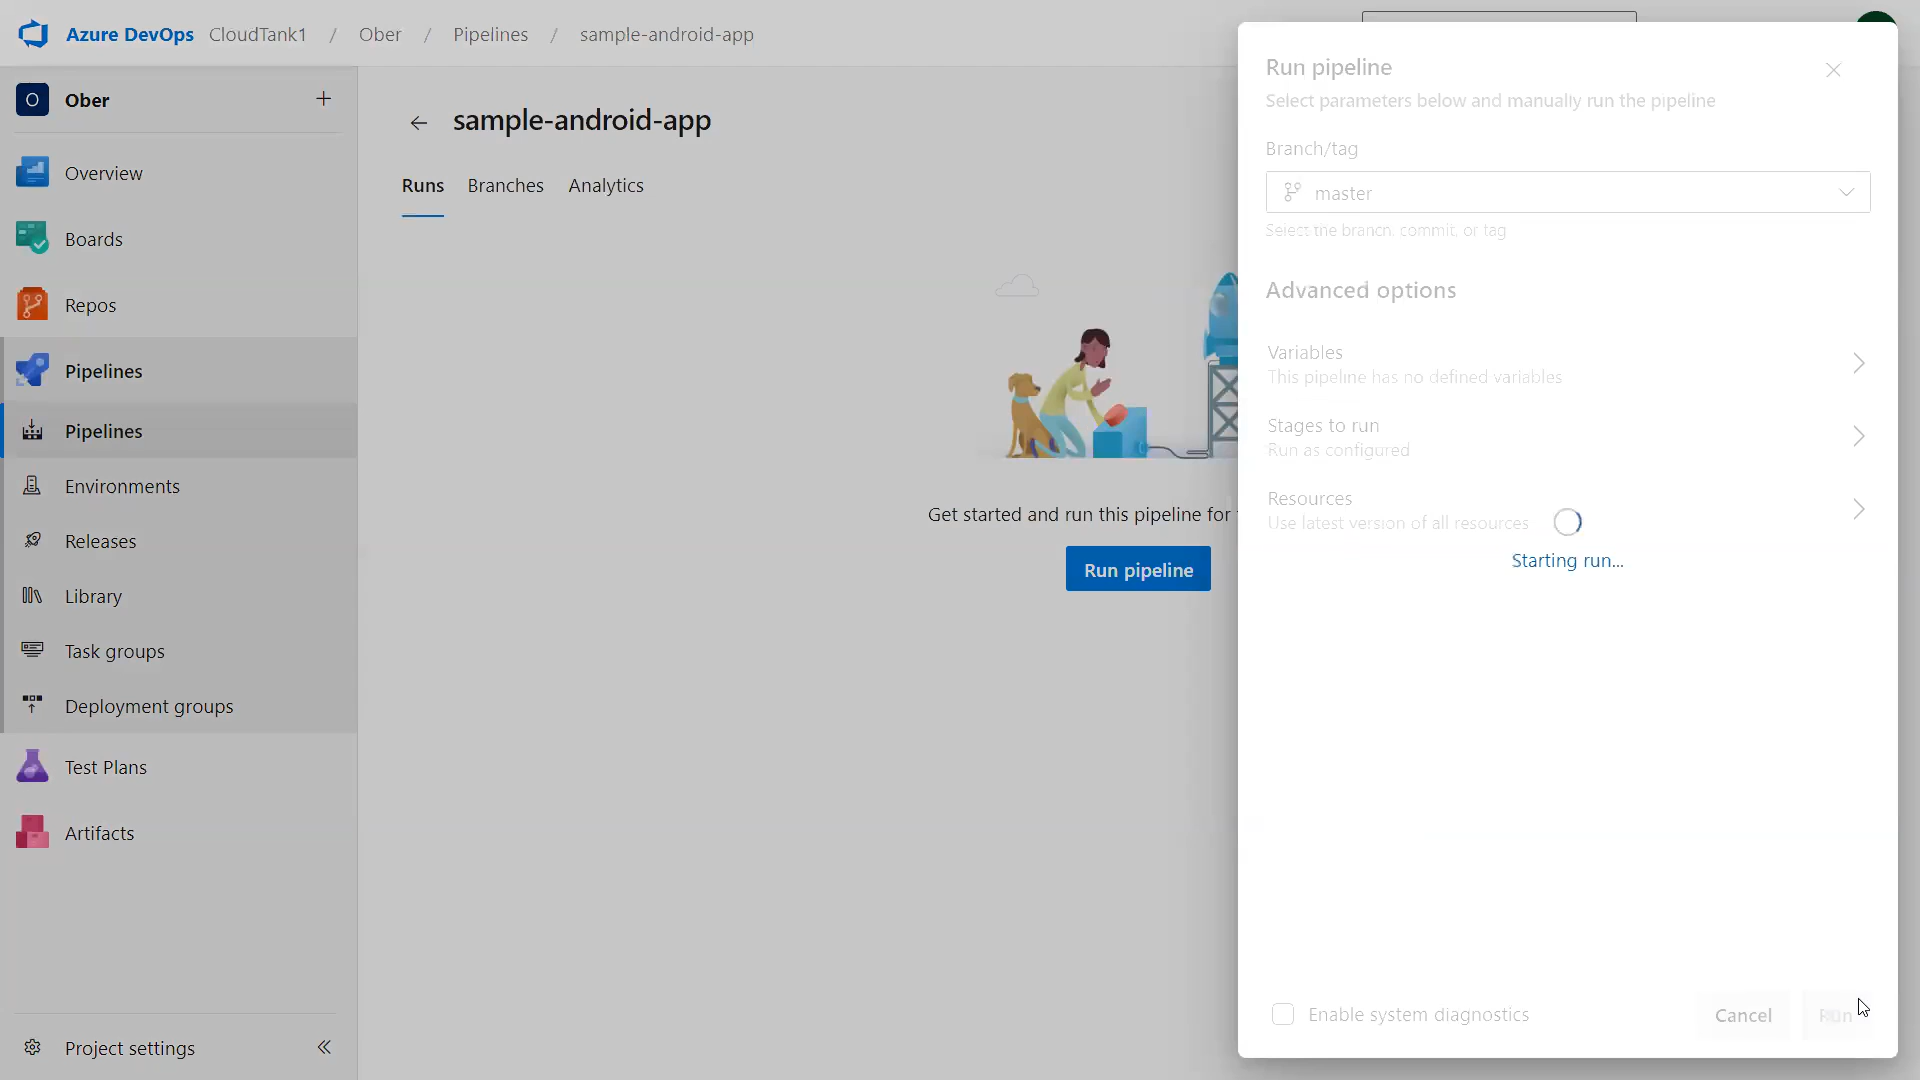 Azure DevOps CloudTank1 / Ober / Pipelines / sample-android-app
O Ober
Overview
Boards
Repos
Pipelines
Pipelines
Environments
Releases
Library
Task groups
Deployment groups
Test Plans
Artifacts
Project settings
sample-android-app
Runs Branches Analytics
Get started and run this pipeline for
Run pipeline
Run pipeline
Select parameters below and manually run the pipeline
Branch/tag
master
Select the branch, commit, or tag
Advanced options
Variables
This pipeline has no defined variables
Stages to run
Run as configured
Resources
Use latest version of all resources
Starting run...
Enable system diagnostics
Cancel Run